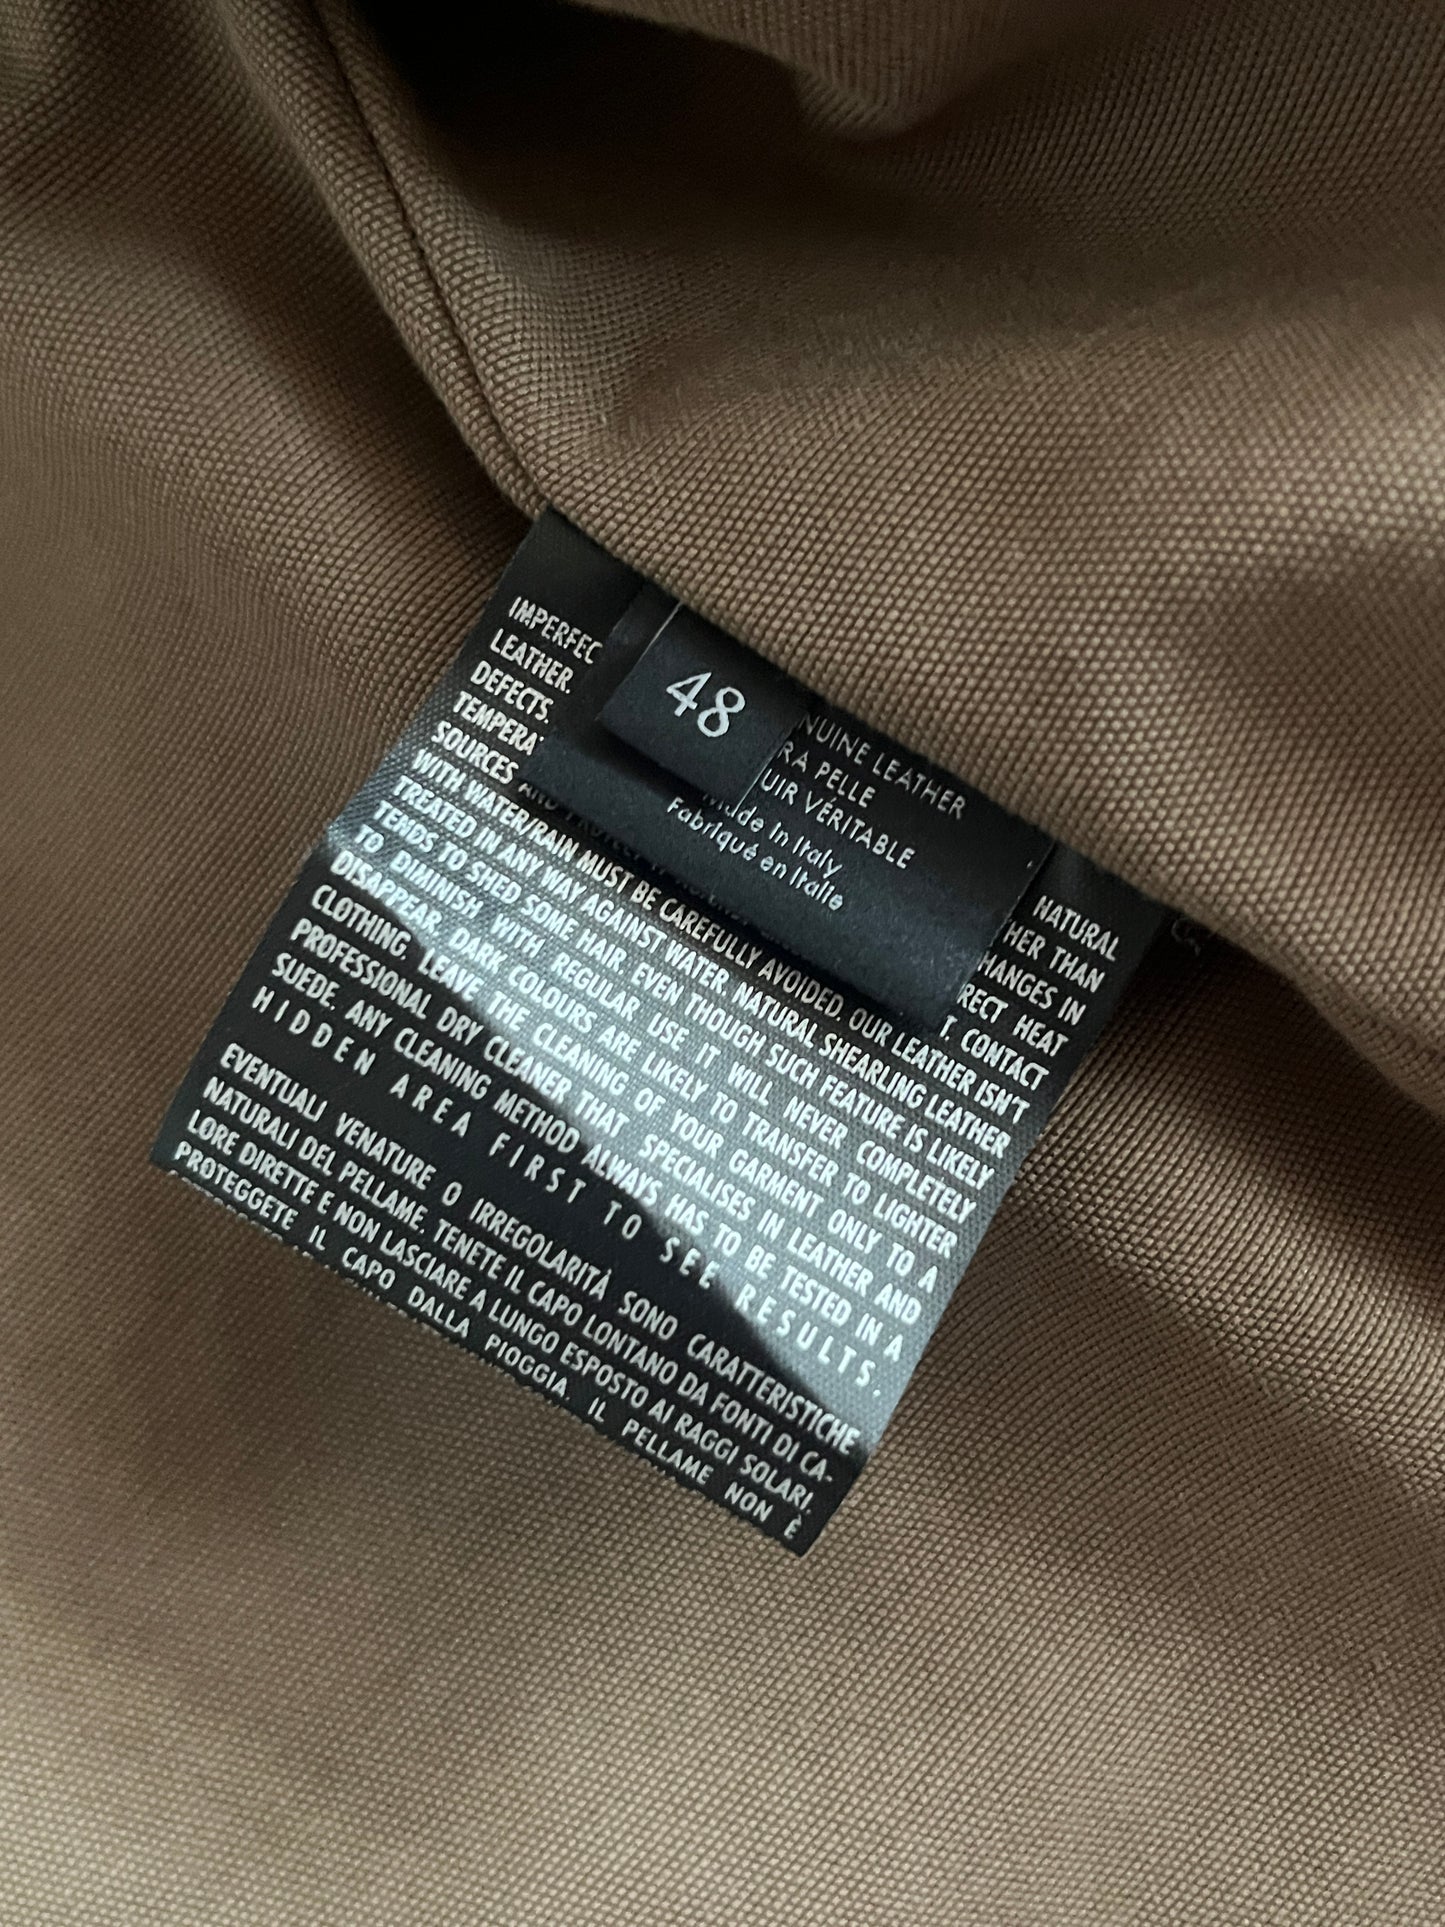 48
NUINE LEATHER
RA PELLE
UIR VÉRITABLE
Made In Italy
Fabriqué en Italie
IMPERFEC NATURAL
LEATHER. HER THAN
DEFECTS. HANGES IN
TEMPERA RECT HEAT
SOURCES AND T. CONTACT
WITH WATER/RAIN MUST BE CAREFULLY AVOIDED. OUR LEATHER ISN'T
TREATED IN ANY WAY AGAINST WATER. NATURAL SHEARLING LEATHER
TENDS TO SHED SOME HAIR. EVEN THOUGH SUCH FEATURE IS LIKELY
TO DIMINISH WITH REGULAR USE IT WILL NEVER COMPLETELY
DISAPPEAR. DARK COLOURS ARE LIKELY TO TRANSFER TO LIGHTER
CLOTHING. LEAVE THE CLEANING OF YOUR GARMENT ONLY TO A
PROFESSIONAL DRY CLEANER THAT SPECIALISES IN LEATHER AND
SUEDE. ANY CLEANING METHOD ALWAYS HAS TO BE TESTED IN A
HIDDEN AREA FIRST TO SEE RESULTS.
EVENTUALI VENATURE O IRREGOLARITÀ SONO CARATTERISTICHE
NATURALI DEL PELLAME. TENETE IL CAPO LONTANO DA FONTI DI CA-
LORE DIRETTE E NON LASCIARE A LUNGO ESPOSTO AI RAGGI SOLARI.
PROTEGGETE IL CAPO DALLA PIOGGIA. IL PELLAME NON È